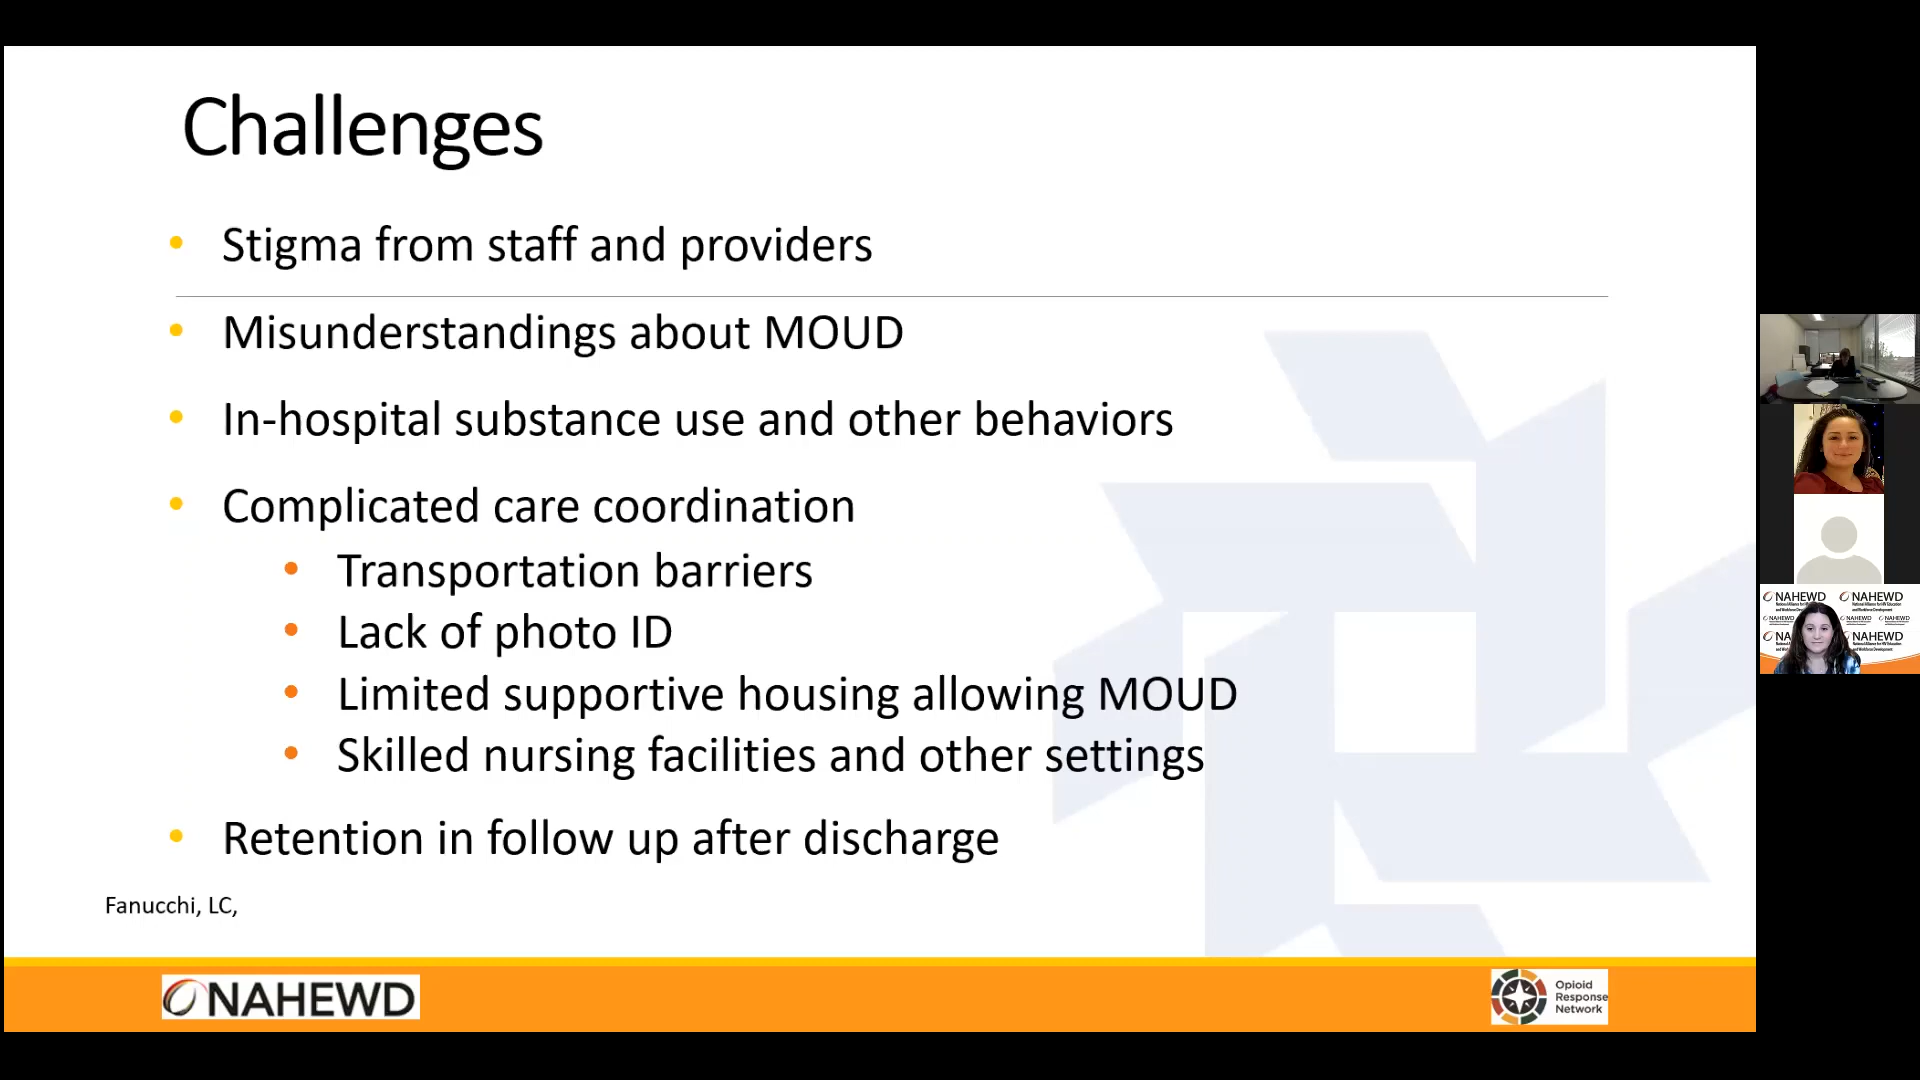 Challenges
Stigma from staff and providers
Misunderstandings about MOUD
In-hospital substance use and other behaviors
Complicated care coordination
Transportation barriers
Lack of photo ID
Limited supportive housing allowing MOUD
Skilled nursing facilities and other settings
Retention in follow up after discharge
Fanucchi, LC,
NAHEWD
Opioid
Response
Network
NAHEWD
NAHEWD
NAHEWD
NAHEWD
NAHEWD